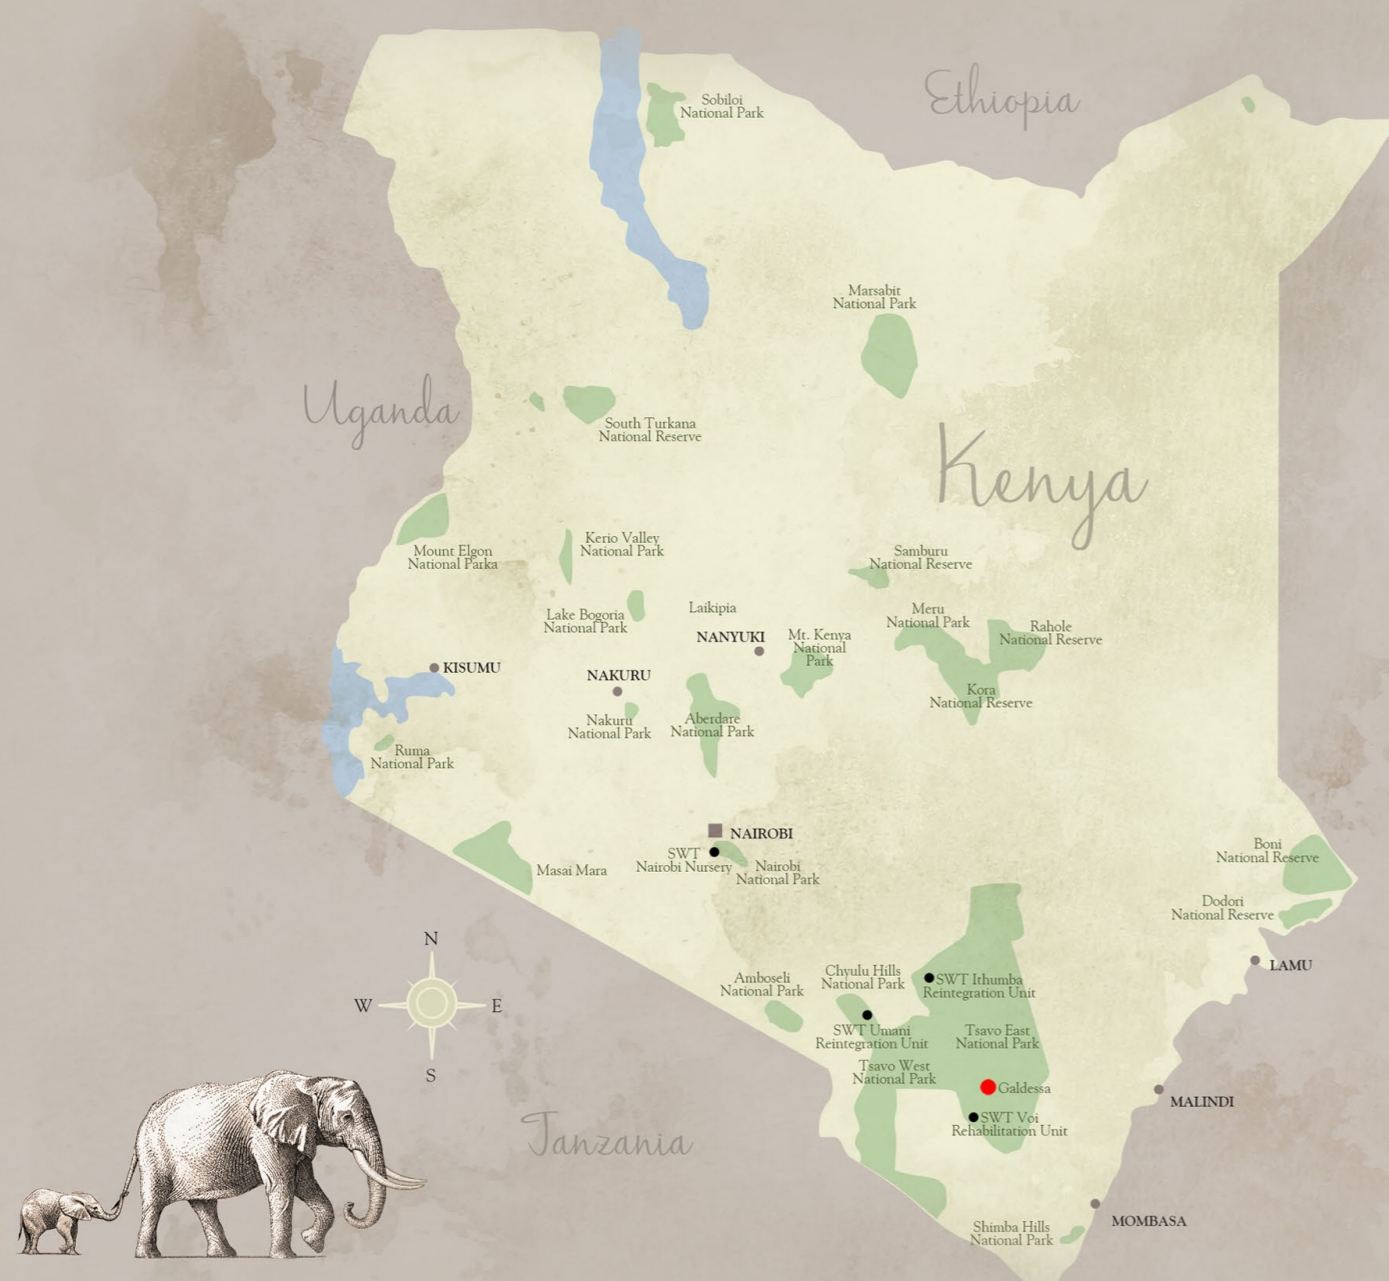 Ethiopia
Sobiloi
National Park
Marsabit
National Park
Uganda
South Turkana
National Reserve
Kenya
Mount Elgon
National Parka
Kerio Valley
National Park
Samburu
National Reserve
Lake Bogoria
National Park
Laikipia
NANYUKI
Mt. Kenya
National
Park
Meru
National Park
Rahole
National Reserve
KISUMU
NAKURU
Nakuru
National Park
Aberdare
National Park
Kora
National Reserve
Ruma
National Park
NAIROBI
SWT
Nairobi Nursery
Nairobi
National Park
Masai Mara
Boni
National Reserve
Dodori
National Reserve
LAMU
N
W
E
S
Amboseli
National Park
Chyulu Hills
National Park
SWT Ithumba
Reintegration Unit
SWT Umani
Reintegration Unit
Tsavo East
National Park
Tsavo West
National Park
Galdessa
MALINDI
SWT Voi
Rehabilitation Unit
Tanzania
MOMBASA
Shimba Hills
National Park